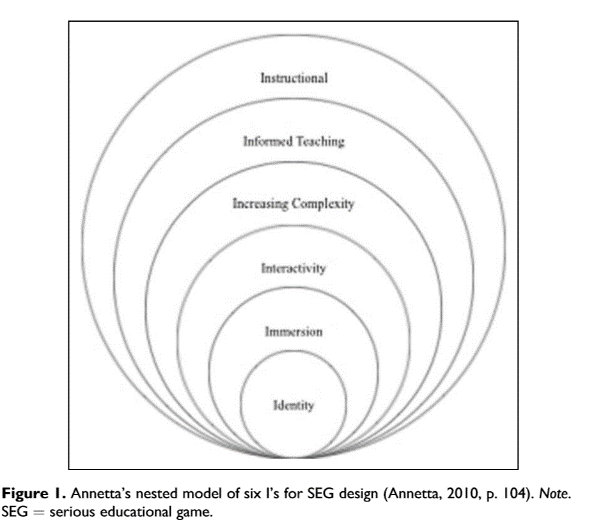 Instructional
Informed Teaching
Increasing Complexity
Interactivity
Immersion
Identity
Figure 1. Annetta's nested model of six I's for SEG design (Annetta, 2010, p. 104). Note.
SEG = serious educational game.